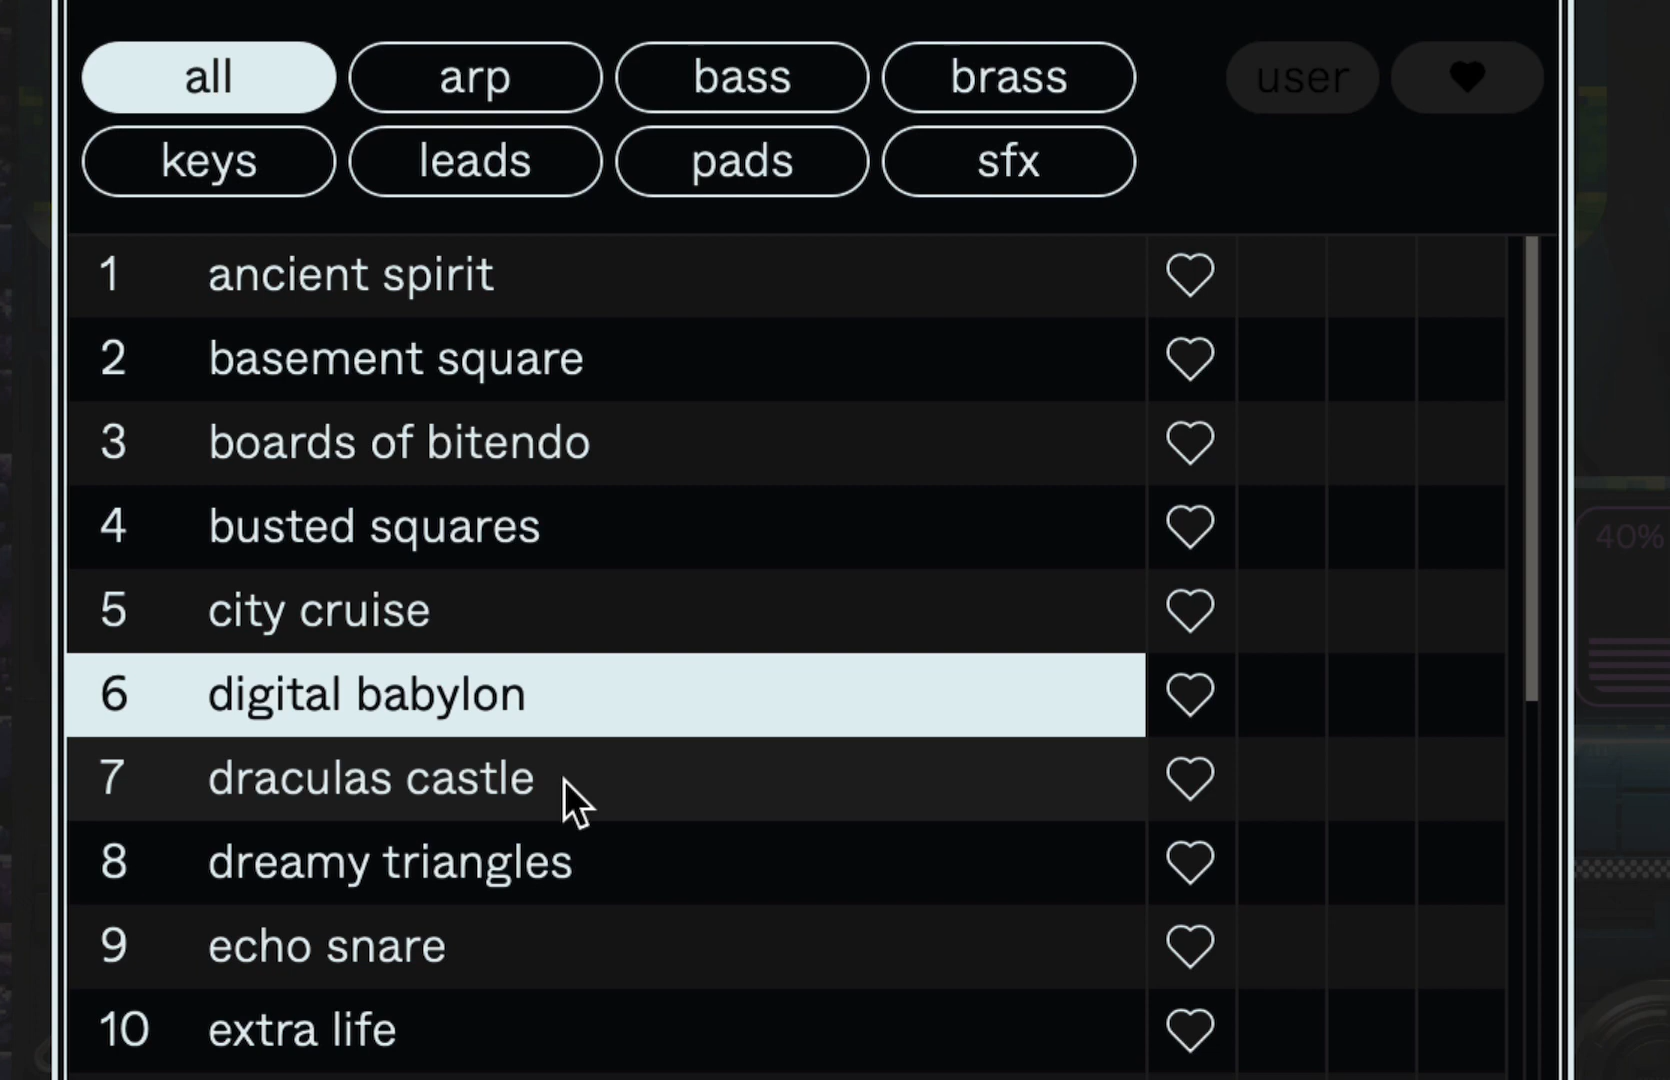 all arp bass brass user
keys leads pads sfx
1 ancient spirit
2 basement square
3 boards of bitendo
4 busted squares
40%
5 city cruise
6 digital babylon
7 draculas castle
8 dreamy triangles
9 echo snare
10 extra life